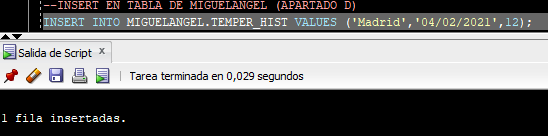 --INSERT EN TABLA DE MIGUELANGEL (APARTADO D)
INSERT INTO MIGUELANGEL.TEMPER_HIST VALUES ('Madrid','04/02/2021',12);
Salida de Script x
Tarea terminada en 0,029 segundos
1 fila insertadas.